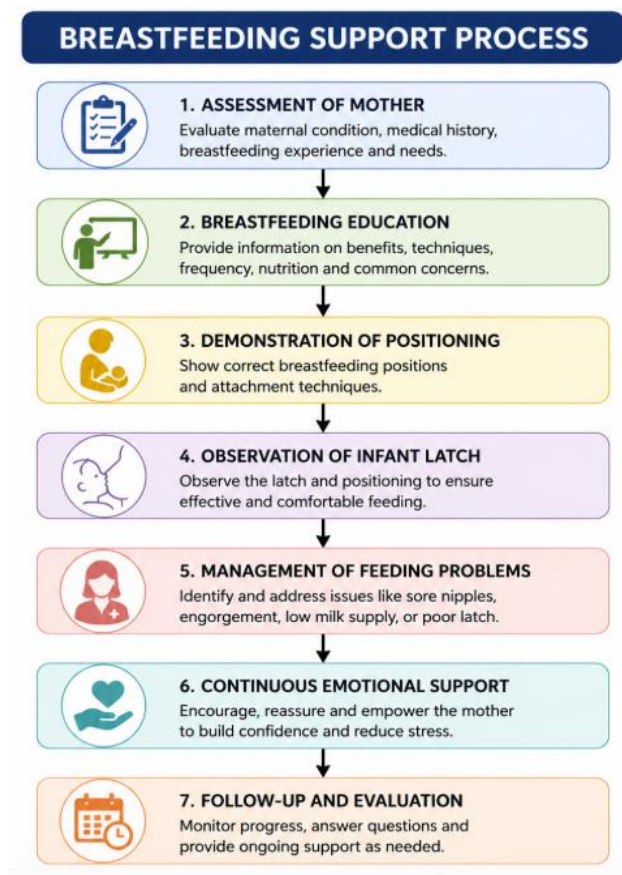 BREASTFEEDING SUPPORT PROCESS
1. ASSESSMENT OF MOTHER
Evaluate maternal condition, medical history,
breastfeeding experience and needs.
2. BREASTFEEDING EDUCATION
Provide information on benefits, techniques,
frequency, nutrition and common concerns.
3. DEMONSTRATION OF POSITIONING
Show correct breastfeeding positions
and attachment techniques.
4. OBSERVATION OF INFANT LATCH
Observe the latch and positioning to ensure
effective and comfortable feeding.
5. MANAGEMENT OF FEEDING PROBLEMS
Identify and address issues like sore nipples,
engorgement, low milk supply, or poor latch.
6. CONTINUOUS EMOTIONAL SUPPORT
Encourage, reassure and empower the mother
to build confidence and reduce stress.
7. FOLLOW-UP AND EVALUATION
Monitor progress, answer questions and
provide ongoing support as needed.